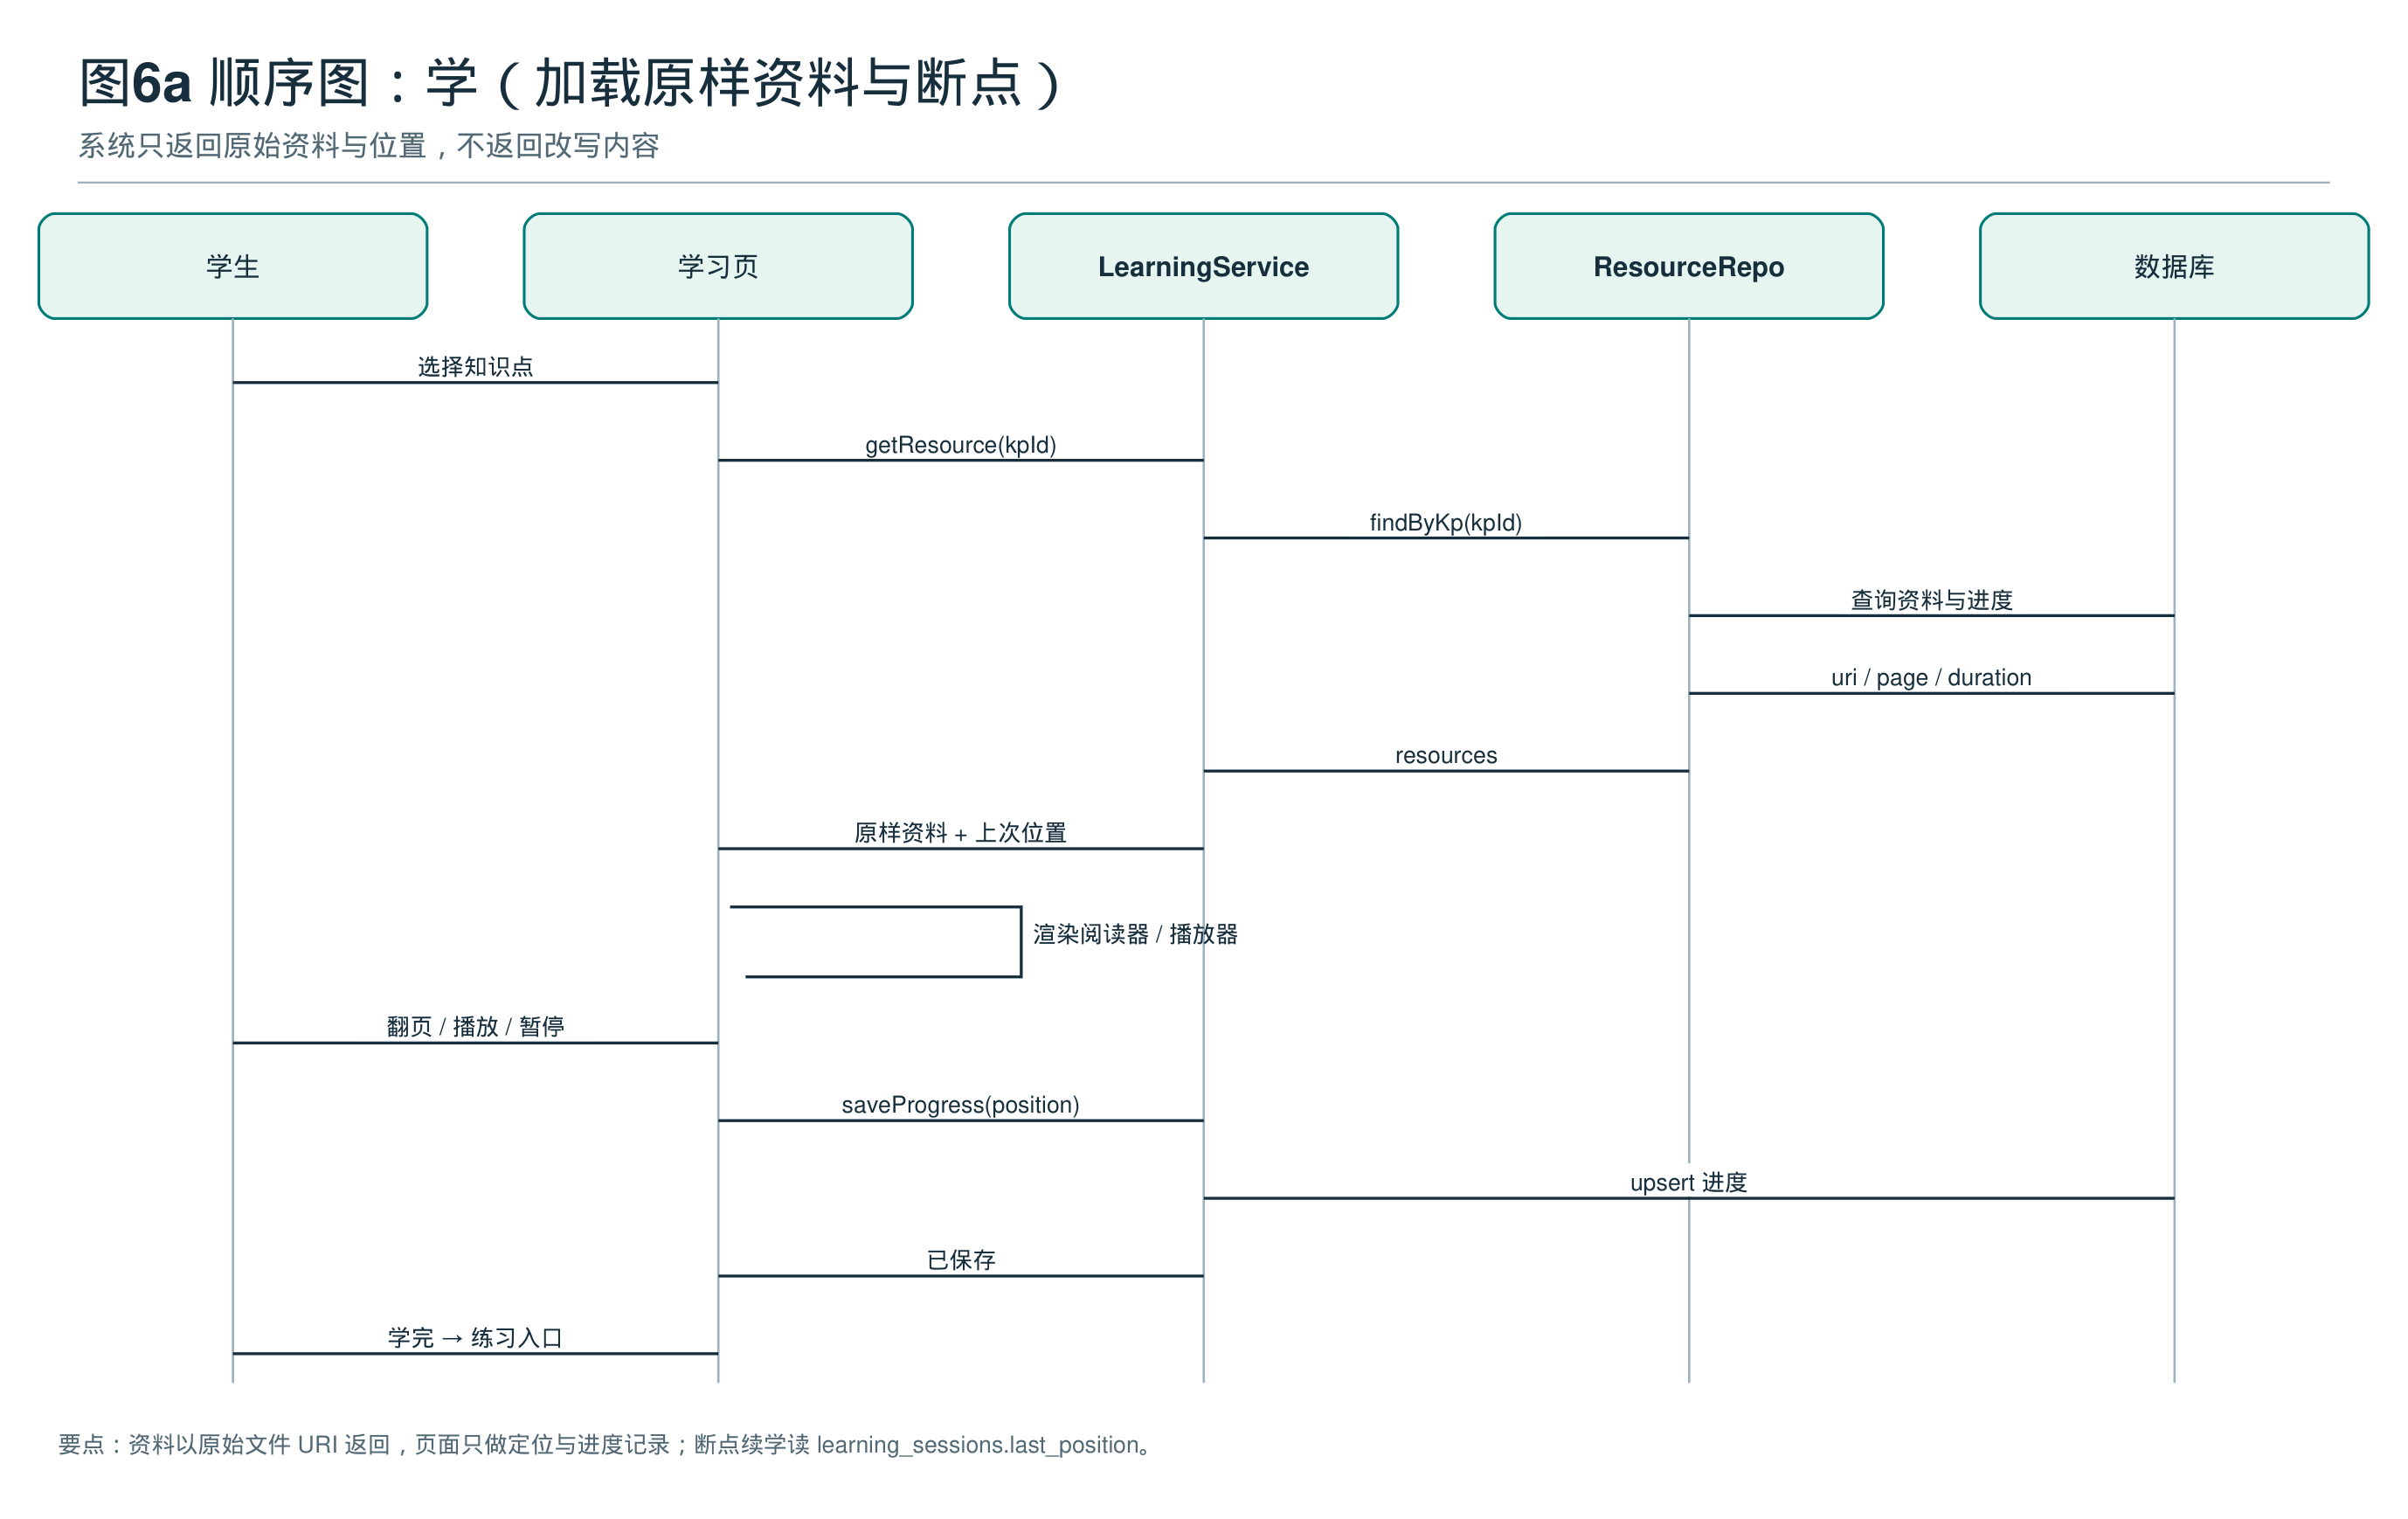 图6a 顺序图：学（加载原样资料与断点）
系统只返回原始资料与位置，不返回改写内容
学生
学习页
LearningService
ResourceRepo
数据库
选择知识点
getResource(kpId)
findByKp(kpId)
查询资料与进度
uri / page / duration
resources
原样资料 + 上次位置
渲染阅读器 / 播放器
翻页 / 播放 / 暂停
saveProgress(position)
upsert 进度
已保存
学完 → 练习入口
要点：资料以原始文件 URI 返回，页面只做定位与进度记录；断点续学读 learning_sessions.last_position。